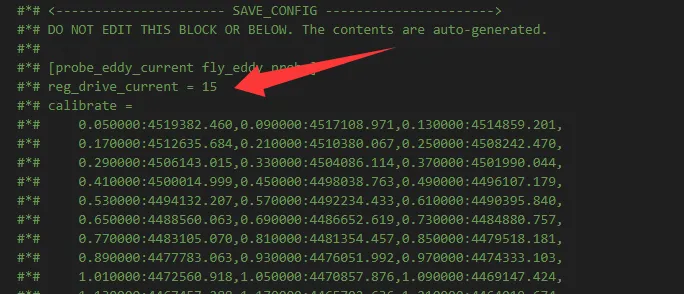 #*# <---------------------- SAVE_CONFIG ---------------------->
#*# DO NOT EDIT THIS BLOCK OR BELOW. The contents are auto-generated.
#*#
#*# [probe_eddy_current fly_eddy_probe]
#*# reg_drive_current = 15
#*# calibrate =
#*# 0.050000:4519382.460,0.090000:4517108.971,0.130000:4514859.201,
#*# 0.170000:4512635.684,0.210000:4510380.067,0.250000:4508242.470,
#*# 0.290000:4506143.015,0.330000:4504086.114,0.370000:4501990.044,
#*# 0.410000:4500014.999,0.450000:4498038.763,0.490000:4496107.179,
#*# 0.530000:4494132.207,0.570000:4492234.433,0.610000:4490395.840,
#*# 0.650000:4488560.063,0.690000:4486652.619,0.730000:4484880.757,
#*# 0.770000:4483105.070,0.810000:4481354.457,0.850000:4479518.181,
#*# 0.890000:4477783.063,0.930000:4476051.992,0.970000:4474333.103,
#*# 1.010000:4472560.918,1.050000:4470857.876,1.090000:4469147.424,